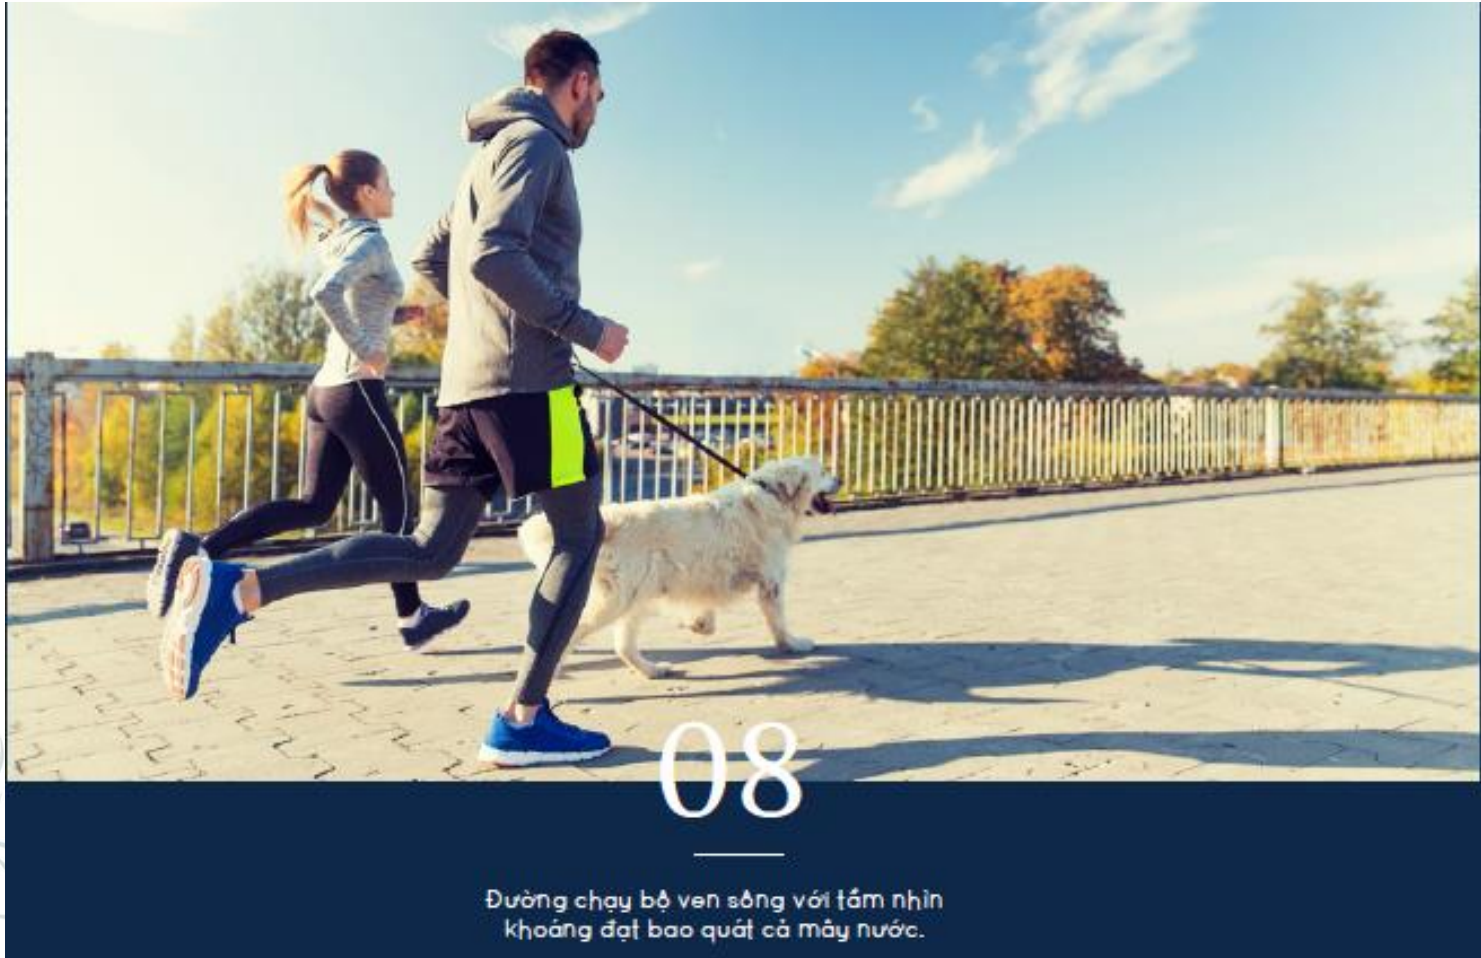 08
Đường chạy bộ ven sông với tầm nhìn
khoáng đạt bao quát cả mây nước.